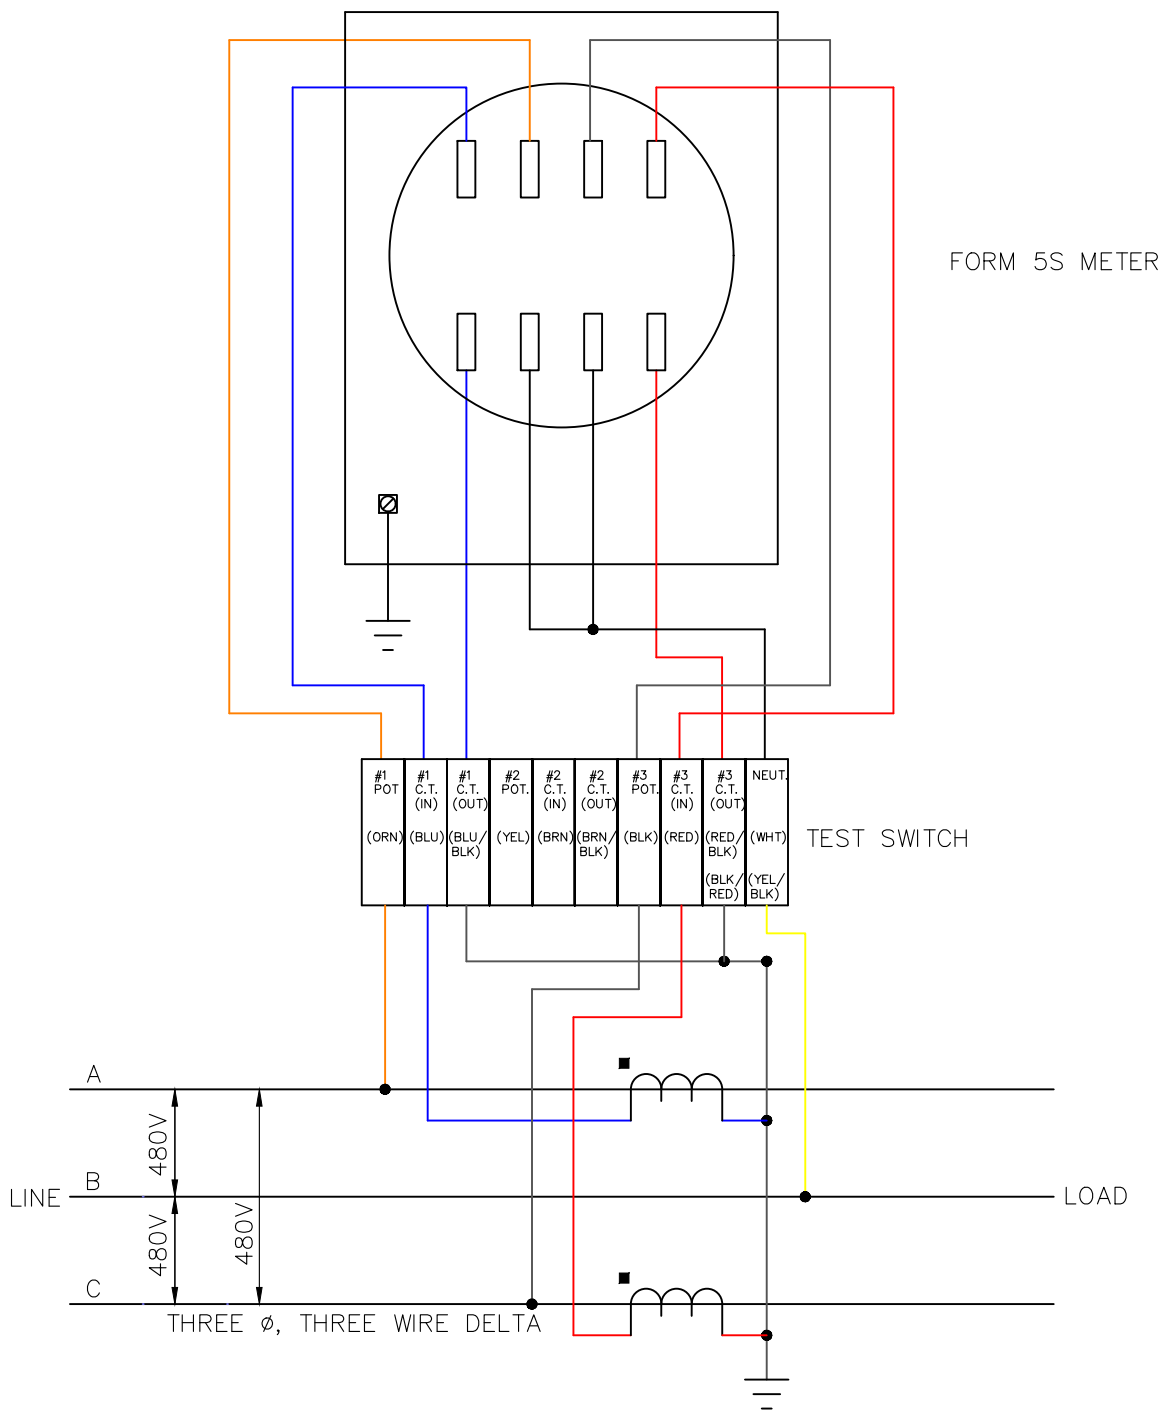 FORM 5S METER
#1
POT
(ORN)
#1
C.T.
(IN)
(BLU)
#1
C.T.
(OUT)
(BLU/
BLK)
#2
POT.
(YEL)
#2
C.T.
(IN)
(BRN)
#2
C.T.
(OUT)
(BRN/
BLK)
#3
POT.
(BLK)
#3
C.T.
(IN)
(RED)
#3
C.T.
(OUT)
(RED/
BLK)
(BLK/
RED)
NEUT.
(WHT)
(YEL/
BLK)
TEST SWITCH
A
480V
B
LINE
LOAD
480V
480V
C
THREE ø, THREE WIRE DELTA